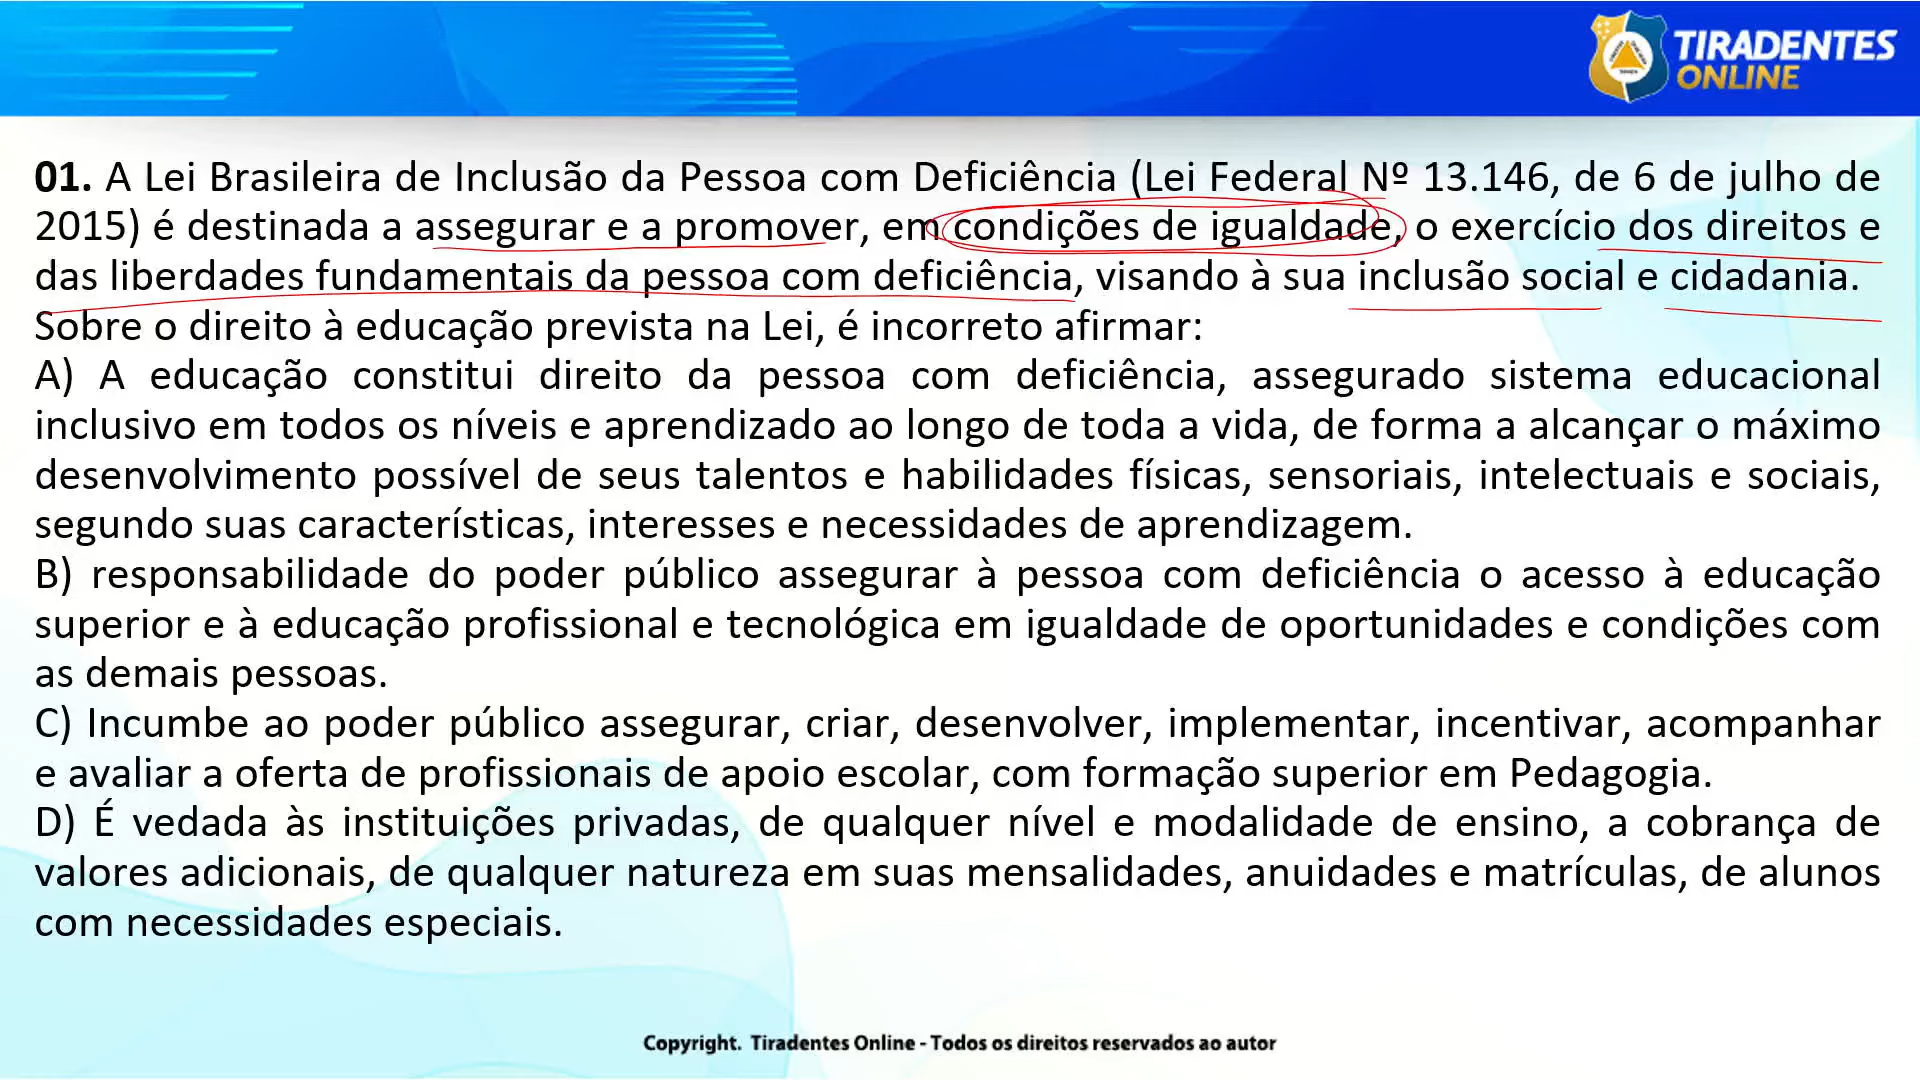 TIRADENTES
ONLINE
01. A Lei Brasileira de Inclusão da Pessoa com Deficiência (Lei Federal Nº 13.146, de 6 de julho de
2015) é destinada a assegurar e a promover, em condições de igualdade, o exercício dos direitos e
das liberdades fundamentais da pessoa com deficiência, visando à sua inclusão social e cidadania.
Sobre o direito à educação prevista na Lei, é incorreto afirmar:
A) A educação constitui direito da pessoa com deficiência, assegurado sistema educacional
inclusivo em todos os níveis e aprendizado ao longo de toda a vida, de forma a alcançar o máximo
desenvolvimento possível de seus talentos e habilidades físicas, sensoriais, intelectuais e sociais,
segundo suas características, interesses e necessidades de aprendizagem.
B) responsabilidade do poder público assegurar à pessoa com deficiência o acesso à educação
superior e à educação profissional e tecnológica em igualdade de oportunidades e condições com
as demais pessoas.
C) Incumbe ao poder público assegurar, criar, desenvolver, implementar, incentivar, acompanhar
e avaliar a oferta de profissionais de apoio escolar, com formação superior em Pedagogia.
D) É vedada às instituições privadas, de qualquer nível e modalidade de ensino, a cobrança de
valores adicionais, de qualquer natureza em suas mensalidades, anuidades e matrículas, de alunos
com necessidades especiais.
Copyright. Tiradentes Online - Todos os direitos reservados ao autor